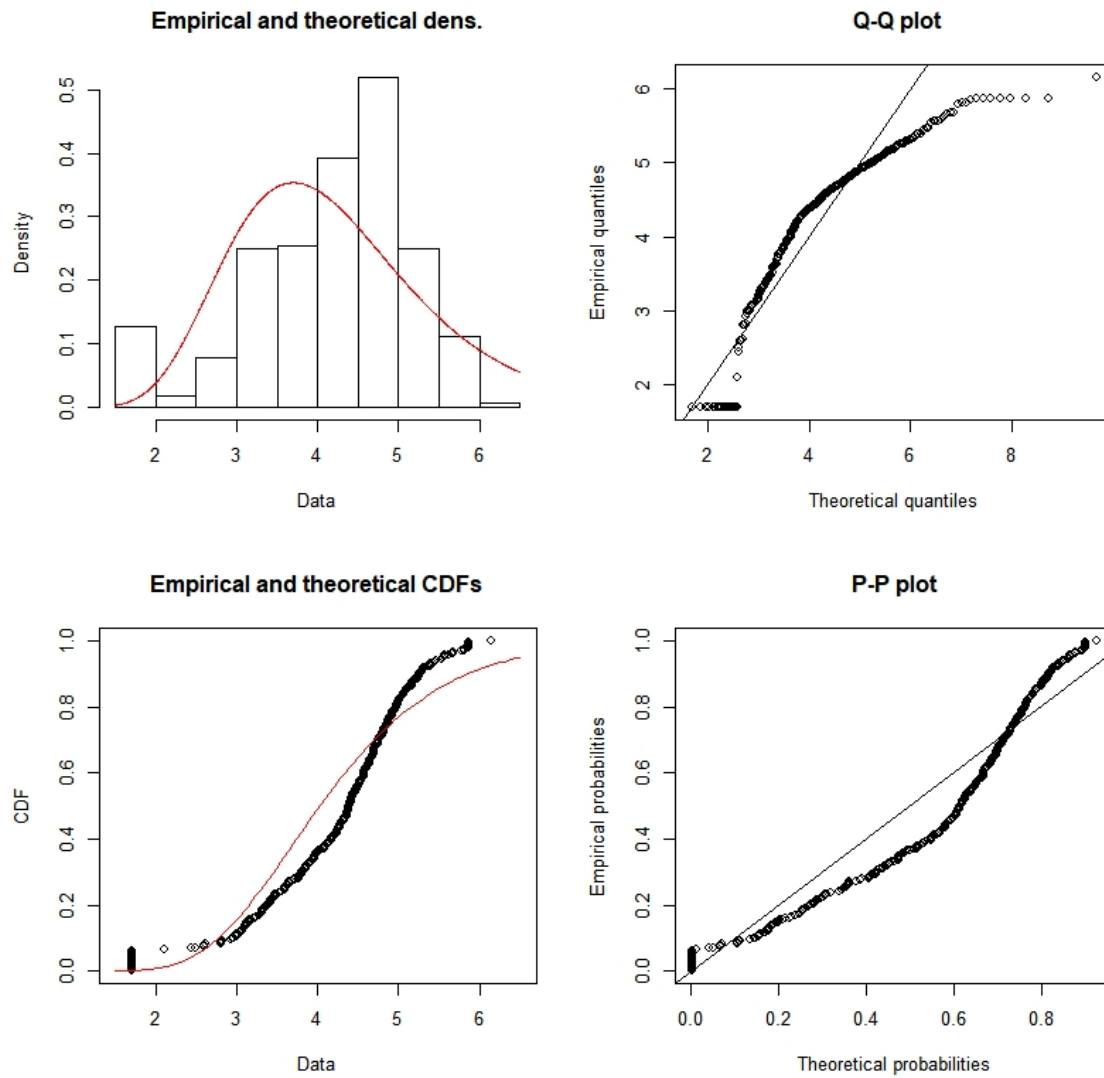 Empirical and theoretical dens.
Density
0.0 0.1 0.2 0.3 0.4 0.5
2 3 4 5 6
Data
Q-Q plot
Empirical quantiles
2 3 4 5 6
2 4 6 8
Theoretical quantiles
Empirical and theoretical CDFs
CDF
0.0 0.2 0.4 0.6 0.8 1.0
2 3 4 5 6
Data
P-P plot
Empirical probabilities
0.0 0.2 0.4 0.6 0.8 1.0
0.0 0.2 0.4 0.6 0.8
Theoretical probabilities